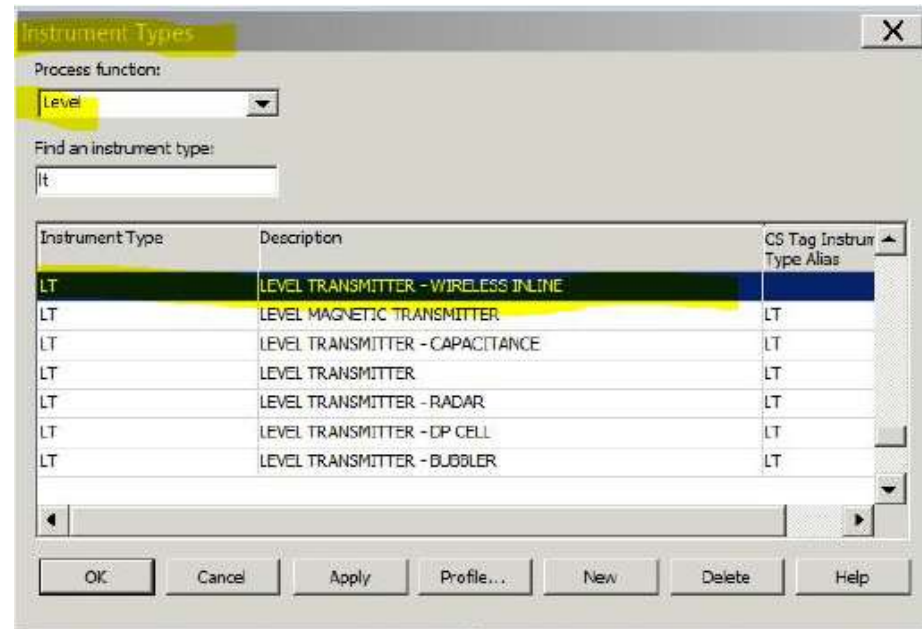 Instrument Types
Process function:
Level
Find an instrument type:
lt
Instrument Type Description CS Tag Instrum
Type Alias
LT LEVEL TRANSMITTER - WIRELESS INLINE
LT LEVEL MAGNETIC TRANSMITTER LT
LT LEVEL TRANSMITTER - CAPACITANCE LT
LT LEVEL TRANSMITTER LT
LT LEVEL TRANSMITTER - RADAR LT
LT LEVEL TRANSMITTER - DP CELL LT
LT LEVEL TRANSMITTER - BUBBLER LT
OK Cancel Apply Profile... New Delete Help